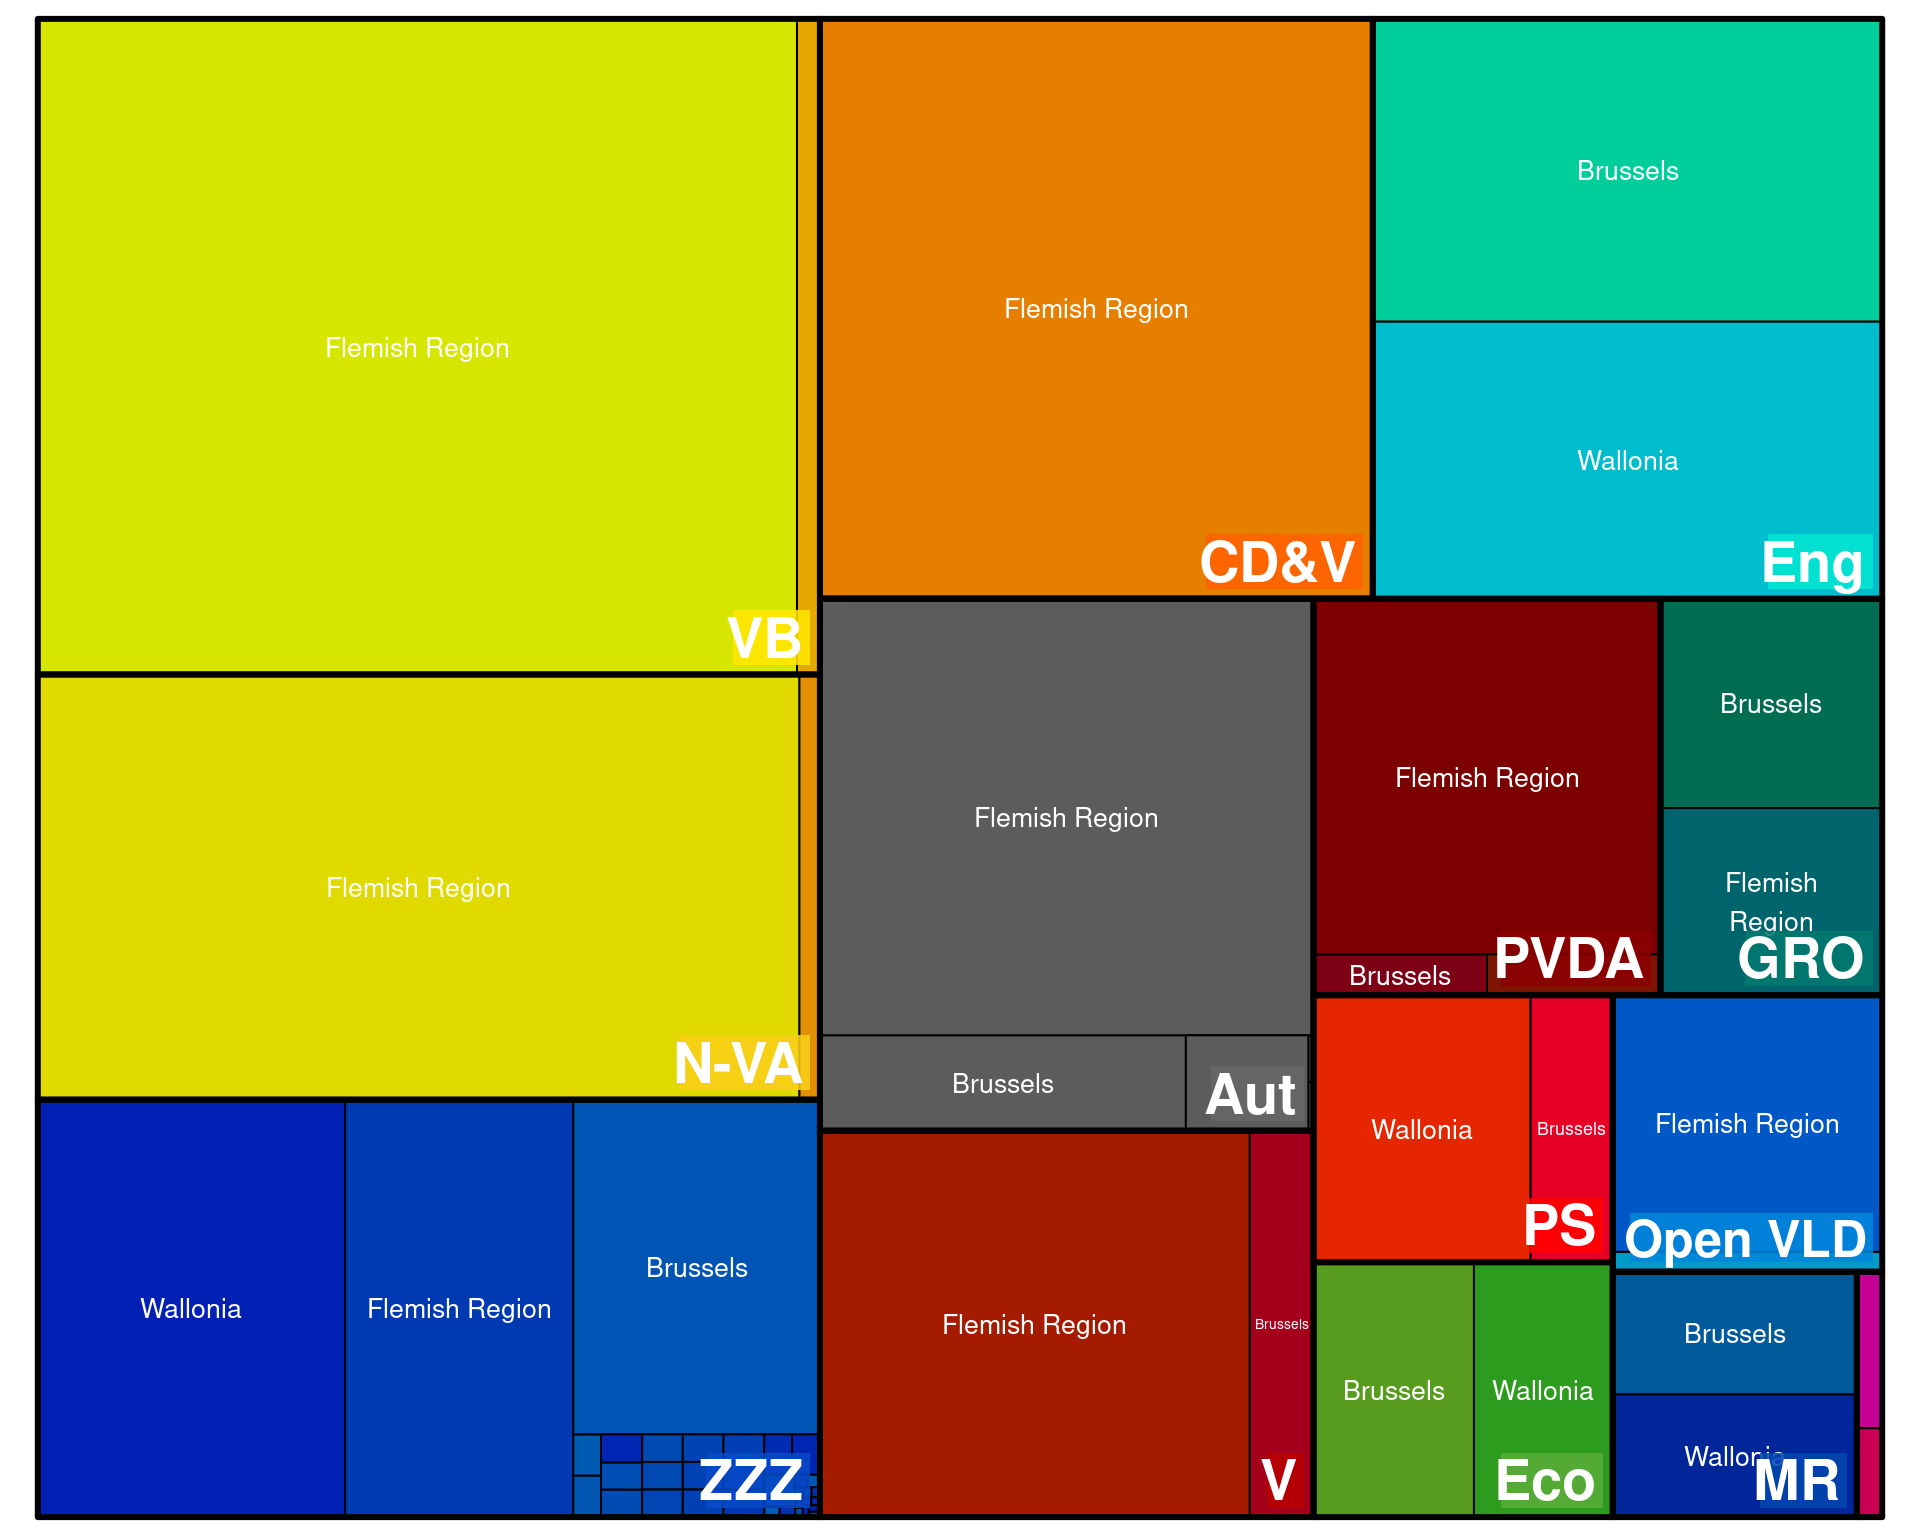 Flemish Region
VB
Flemish Region
CD&V
Brussels
Wallonia
Eng
Flemish Region
N-VA
Flemish Region
Brussels
Aut
Flemish Region
Brussels
PVDA
Brussels
Flemish
Region
GRO
Wallonia
Flemish Region
Brussels
ZZZ
Flemish Region
Brussels
V
Wallonia
Brussels
PS
Flemish Region
Open VLD
Brussels
Wallonia
Eco
Brussels
Wallonia
MR